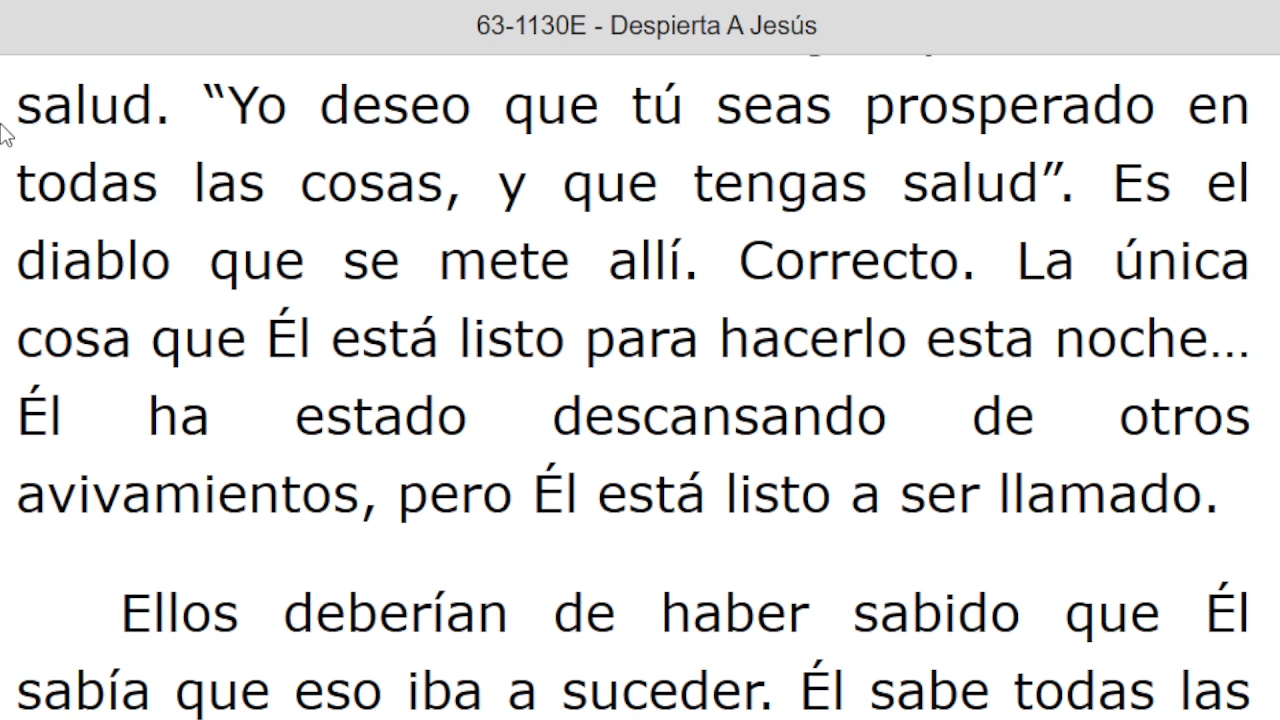 63-1130E - Despierta A Jesús
salud. “Yo deseo que tú seas prosperado en
todas las cosas, y que tengas salud”. Es el
diablo que se mete allí. Correcto. La única
cosa que Él está listo para hacerlo esta noche...
Él ha estado descansando de otros
avivamientos, pero Él está listo a ser llamado.
Ellos deberían de haber sabido que Él
sabía que eso iba a suceder. Él sabe todas las